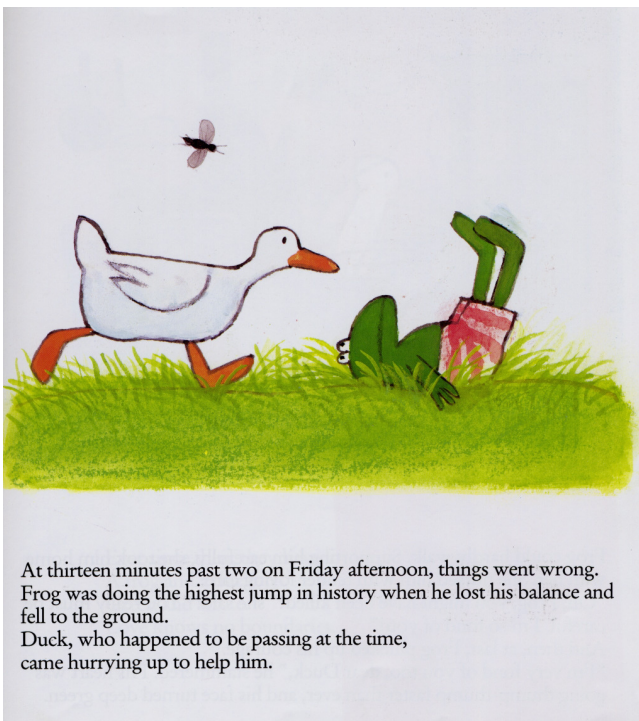 At thirteen minutes past two on Friday afternoon, things went wrong.
Frog was doing the highest jump in history when he lost his balance and
fell to the ground.
Duck, who happened to be passing at the time,
came hurrying up to help him.